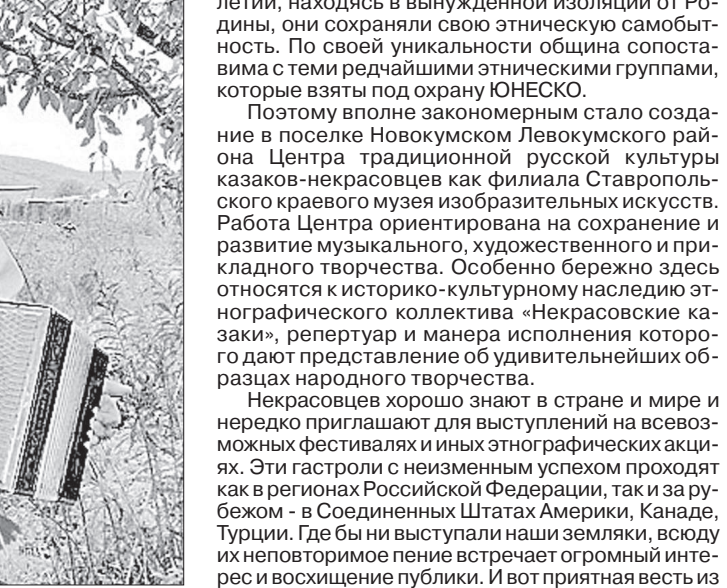 летий, находясь в вынужденной изоляции от Ро-
дины, они сохраняли свою этническую самобыт-
ность. По своей уникальности община сопоста-
вима с теми редчайшими этническими группами,
которые взяты под охрану ЮНЕСКО.
Поэтому вполне закономерным стало созда-
ние в поселке Новокумском Левокумского рай-
она Центра традиционной русской культуры
казаков-некрасовцев как филиала Ставрополь-
ского краевого музея изобразительных искусств.
Работа Центра ориентирована на сохранение и
развитие музыкального, художественного и при-
кладного творчества. Особенно бережно здесь
относятся к историко-культурному наследию эт-
нографического коллектива «Некрасовские ка-
заки», репертуар и манера исполнения которо-
го дают представление об удивительнейших об-
разцах народного творчества.
Некрасовцев хорошо знают в стране и мире и
нередко приглашают для выступлений на всевоз-
можных фестивалях и иных этнографических акци-
ях. Эти гастроли с неизменным успехом проходят
как в регионах Российской Федерации, так и за ру-
бежом - в Соединенных Штатах Америки, Канаде,
Турции. Где бы ни выступали наши земляки, всюду
их неповторимое пение встречает огромный инте-
рес и восхищение публики. И вот приятная весть из